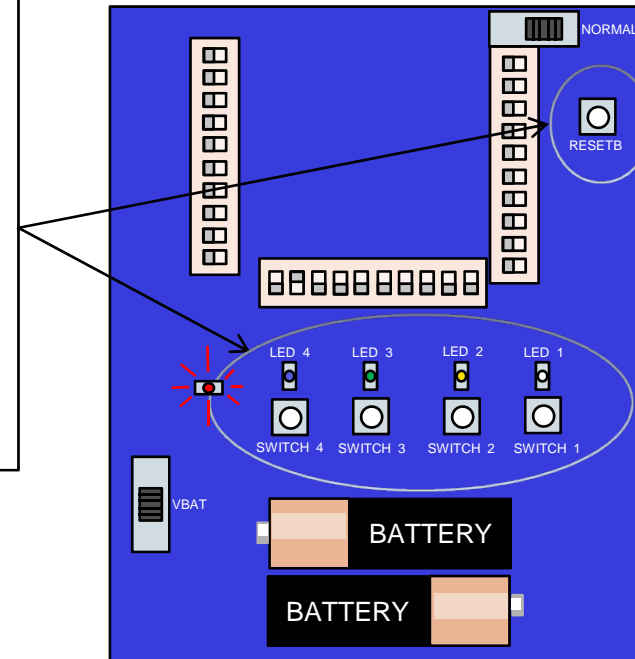 NORMAL
RESETB
LED 4 LED 3 LED 2 LED 1
SWITCH 4 SWITCH 3 SWITCH 2 SWITCH 1
VBAT
BATTERY
BATTERY